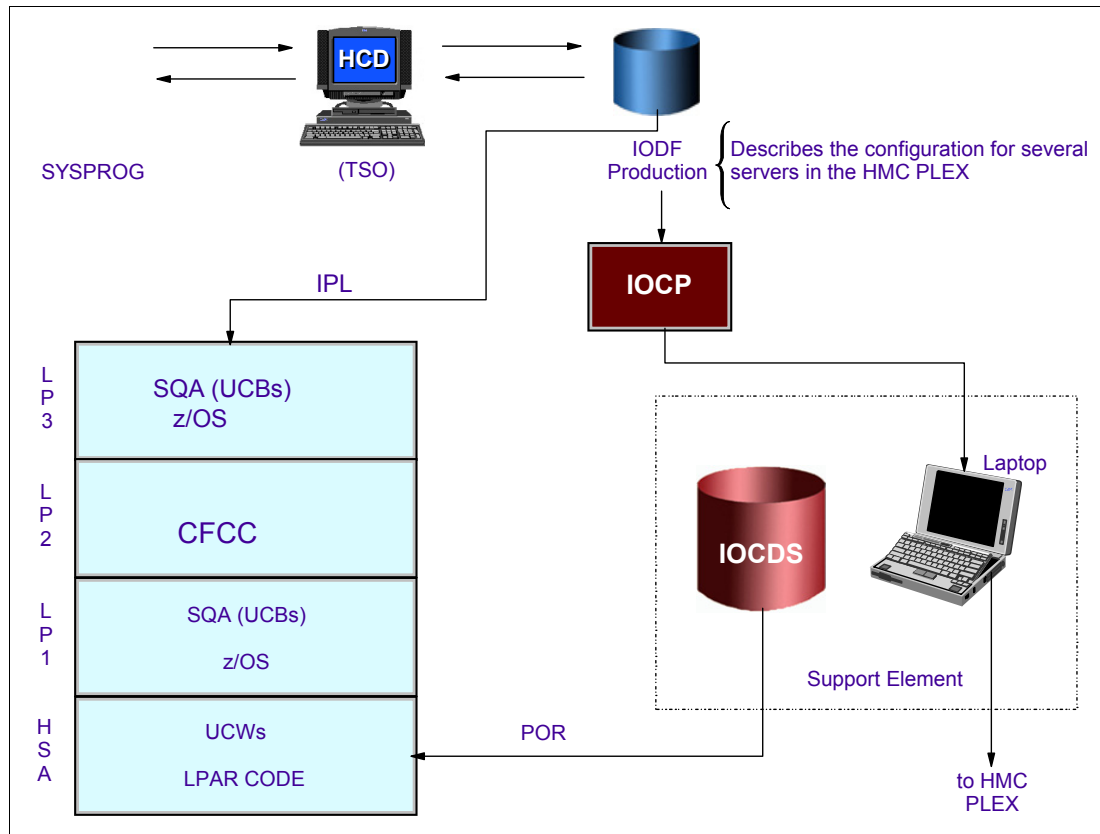 HCD
SYSPROG
(TSO)
IODF
Production
Describes the configuration for several
servers in the HMC PLEX
IPL
IOCP
L
P
3
SQA (UCBs)
z/OS
L
P
2
CFCC
L
P
1
SQA (UCBs)
z/OS
H
S
A
UCWs
LPAR CODE
POR
Laptop
IOCDS
Support Element
to HMC
PLEX